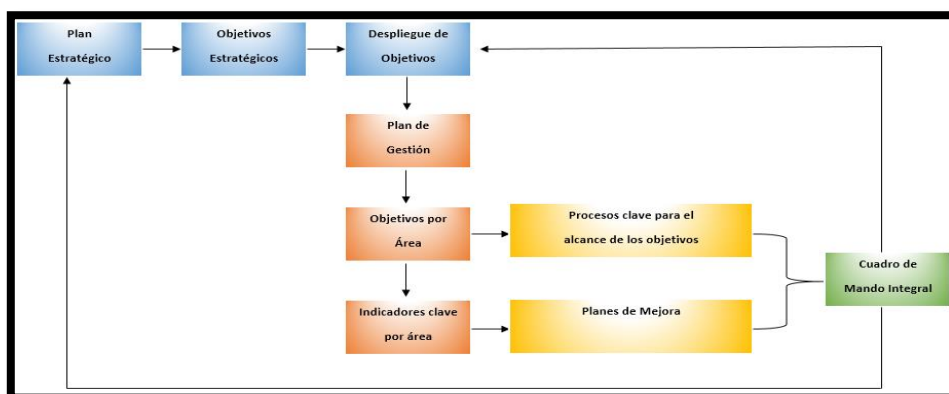 Plan
Estratégico
Objetivos
Estratégicos
Despliegue de
Objetivos
Plan de
Gestión
Objetivos por
Área
Procesos clave para el
alcance de los objetivos
Cuadro de
Mando Integral
Indicadores clave
por área
Planes de Mejora